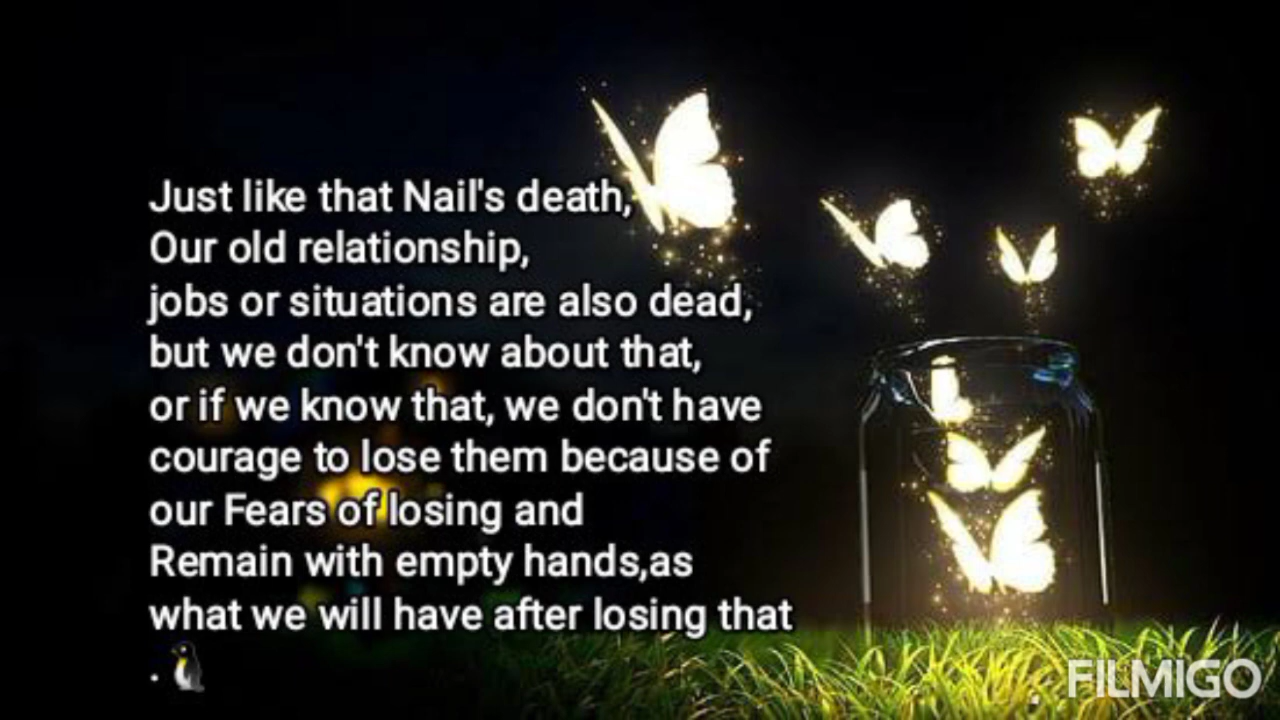 Just like that Nail's death,
Our old relationship,
jobs or situations are also dead,
but we don't know about that,
or if we know that, we don't have
courage to lose them because of
our Fears of losing and
Remain with empty hands,as
what we will have after losing that
. 🐧
FILMIGO